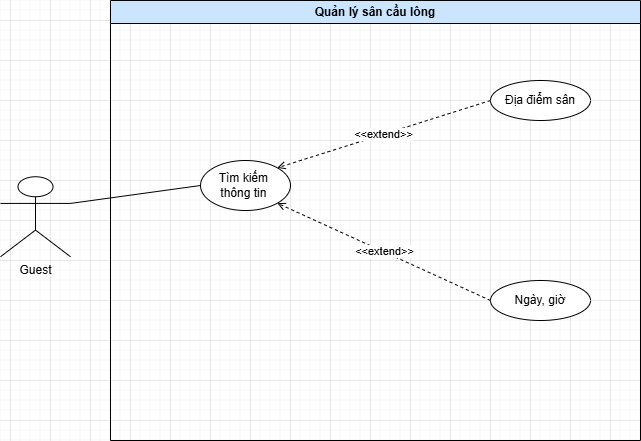 Quản lý sân cầu lông
Địa điểm sân
<<extend>>
Tìm kiếm
thông tin
Guest
<<extend>>
Ngày, giờ